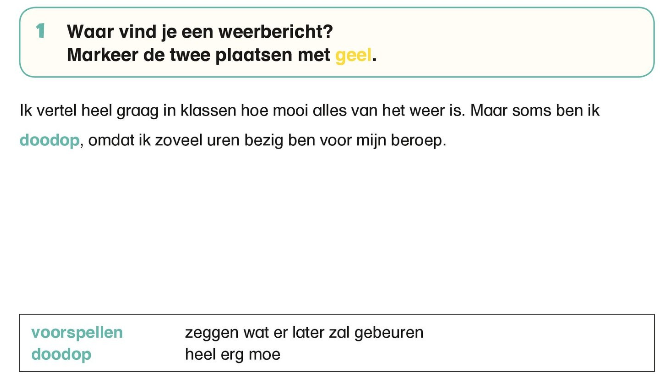 1 Waar vind je een weerbericht?
Markeer de twee plaatsen met geel.
Ik vertel heel graag in klassen hoe mooi alles van het weer is. Maar soms ben ik
doodop, omdat ik zoveel uren bezig ben voor mijn beroep.
voorspellen zeggen wat er later zal gebeuren
doodop heel erg moe